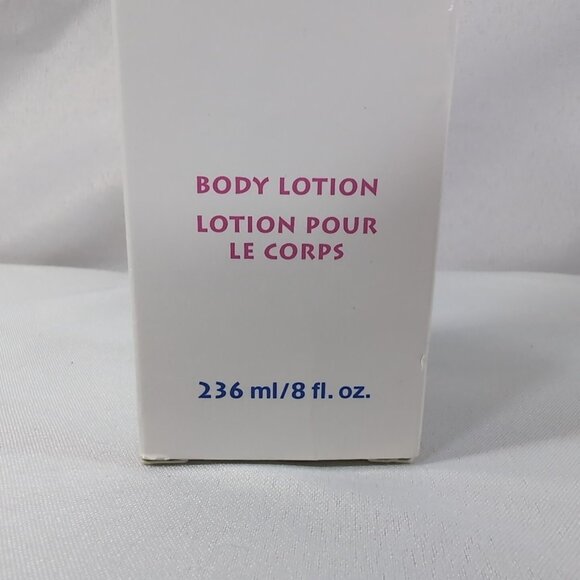 BODY LOTION
LOTION POUR
LE CORPS
236 ml/8 fl. oz.